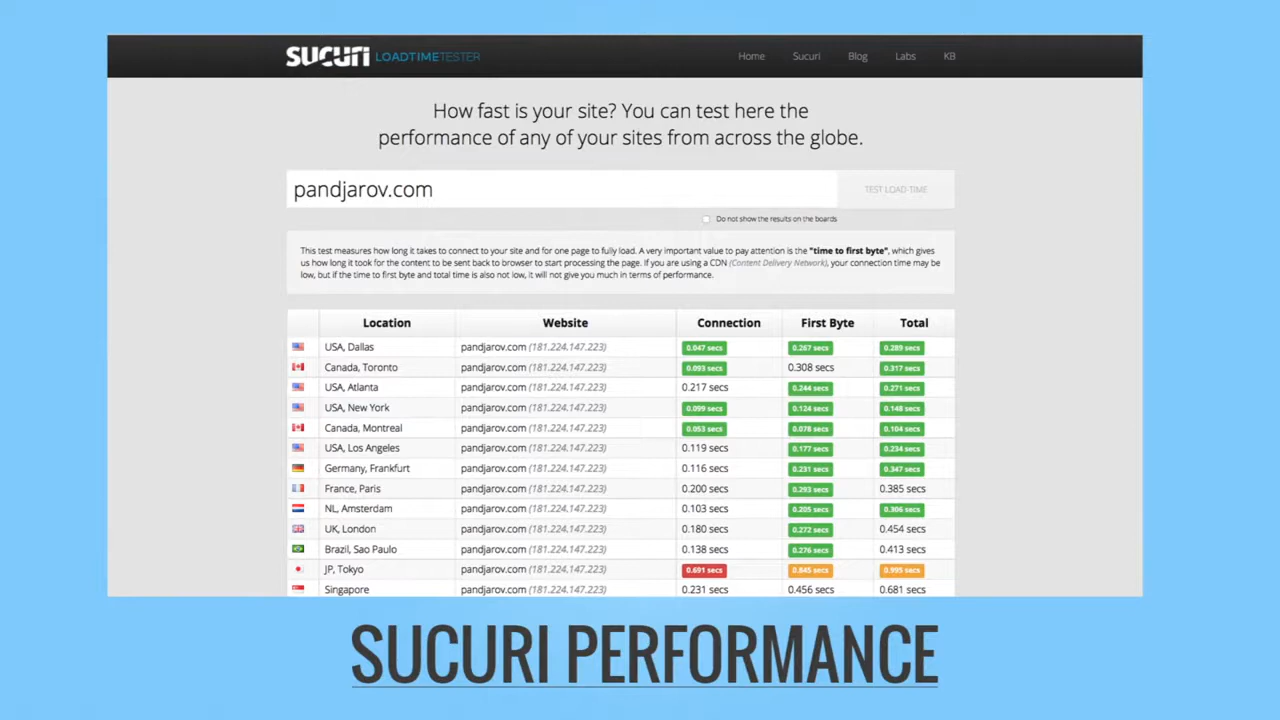 SUCURI LOADTIMETESTER Home Sucuri Blog Labs KB
How fast is your site? You can test here the
performance of any of your sites from across the globe.
pandjarov.com TEST LOAD TIME
Do not show the results on the boards
This test measures how long it takes to connect to your site and for one page to fully load. A very important value to pay attention is the "time to first byte", which gives
us how long it took for the content to be sent back to browser to start processing the page. If you are using a CDN (Content Delivery Network), your connection time may be
low, but if the time to first byte and total time is also not low, it will not give you much in terms of performance.
Location Website Connection First Byte Total
USA, Dallas pandjarov.com (181.224.147.223) 0.047 secs 0.267 secs 0.289 secs
Canada, Toronto pandjarov.com (181.224.147.223) 0.093 secs 0.308 secs 0.317 secs
USA, Atlanta pandjarov.com (181.224.147.223) 0.217 secs 0.244 secs 0.271 secs
USA, New York pandjarov.com (181.224.147.223) 0.099 secs 0.124 secs 0.148 secs
Canada, Montreal pandjarov.com (181.224.147.223) 0.053 secs 0.078 secs 0.104 secs
USA, Los Angeles pandjarov.com (181.224.147.223) 0.119 secs 0.177 secs 0.234 secs
Germany, Frankfurt pandjarov.com (181.224.147.223) 0.116 secs 0.231 secs 0.347 secs
France, Paris pandjarov.com (181.224.147.223) 0.200 secs 0.293 secs 0.385 secs
NL, Amsterdam pandjarov.com (181.224.147.223) 0.103 secs 0.205 secs 0.306 secs
UK, London pandjarov.com (181.224.147.223) 0.180 secs 0.272 secs 0.454 secs
Brazil, Sao Paulo pandjarov.com (181.224.147.223) 0.138 secs 0.276 secs 0.413 secs
JP, Tokyo pandjarov.com (181.224.147.223) 0.691 secs 0.845 secs 0.995 secs
Singapore pandjarov.com (181.224.147.223) 0.231 secs 0.456 secs 0.681 secs
SUCURI PERFORMANCE